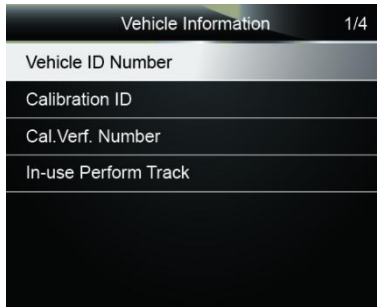 Vehicle Information 1/4
Vehicle ID Number
Calibration ID
Cal.Verf. Number
In-use Perform Track